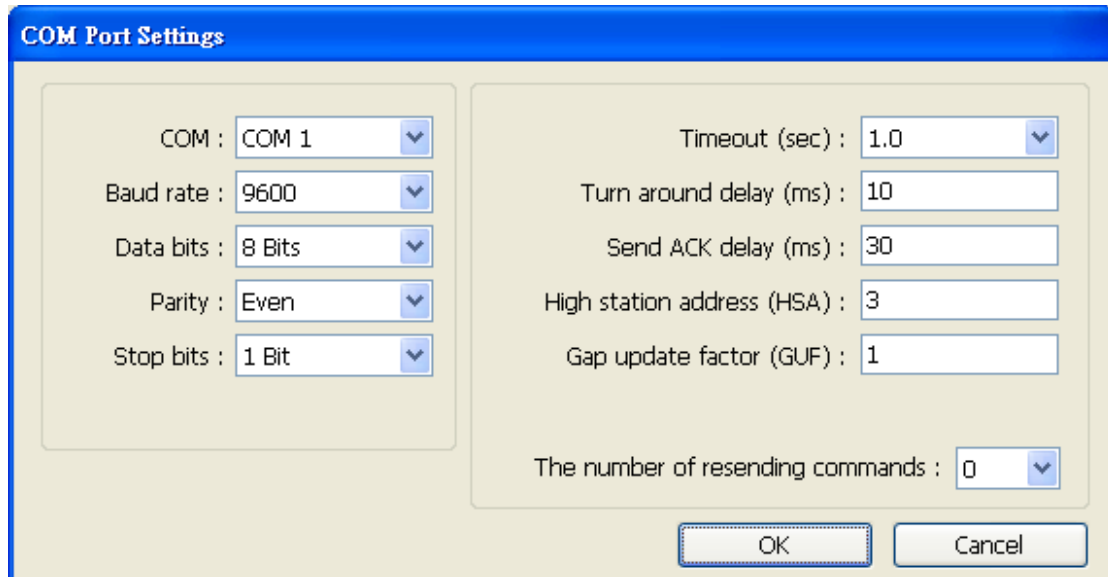 COM Port Settings
COM : COM 1
Baud rate : 9600
Data bits : 8 Bits
Parity : Even
Stop bits : 1 Bit
Timeout (sec) : 1.0
Turn around delay (ms) : 10
Send ACK delay (ms) : 30
High station address (HSA) : 3
Gap update factor (GUF) : 1
The number of resending commands : 0
OK Cancel